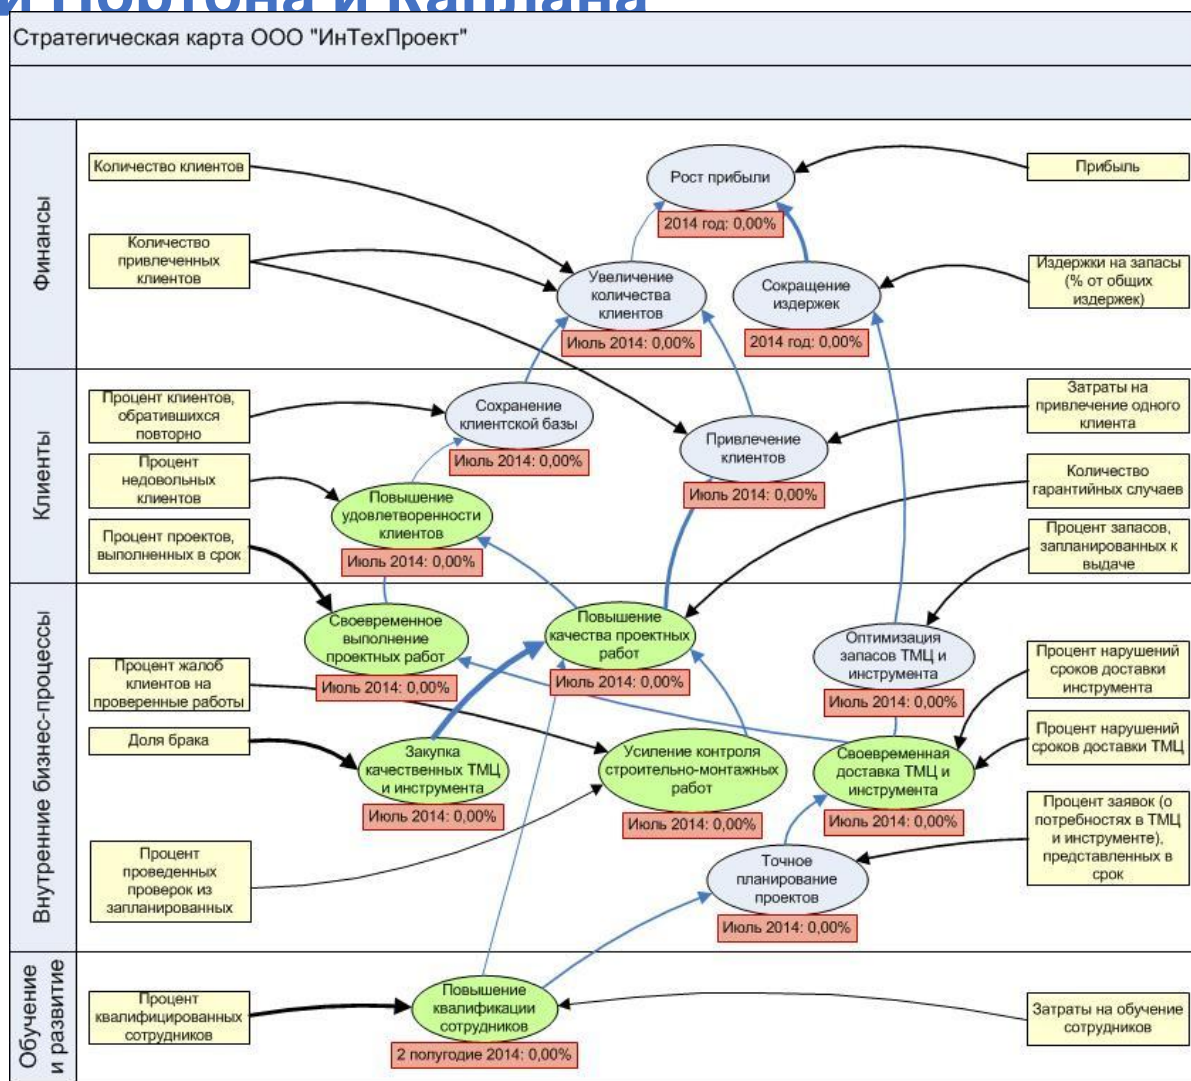 и Нортона и Каплана
Стратегическая карта ООО "ИнТехПроект"
Финансы
Количество клиентов
Рост прибыли
2014 год: 0,00%
Прибыль
Количество
привлеченных
клиентов
Увеличение
количества
клиентов
Июль 2014: 0,00%
Сокращение
издержек
2014 год: 0,00%
Издержки на запасы
(% от общих
издержек)
Клиенты
Процент клиентов,
обратившихся
повторно
Сохранение
клиентской базы
Июль 2014: 0,00%
Привлечение
клиентов
Июль 2014: 0,00%
Затраты на
привлечение одного
клиента
Процент
недовольных
клиентов
Повышение
удовлетворенности
клиентов
Июль 2014: 0,00%
Количество
гарантийных случаев
Процент проектов,
выполненных в срок
Процент запасов,
запланированных к
выдаче
Внутренние бизнес-процессы
Своевременное
выполнение
проектных работ
Июль 2014: 0,00%
Повышение
качества проектных
работ
Июль 2014: 0,00%
Оптимизация
запасов ТМЦ и
инструмента
Июль 2014: 0,00%
Процент нарушений
сроков доставки
инструмента
Процент жалоб
клиентов на
проверенные работы
Доля брака
Закупка
качественных ТМЦ
и инструмента
Июль 2014: 0,00%
Усиление контроля
строительно-монтажных
работ
Июль 2014: 0,00%
Своевременная
доставка ТМЦ и
инструмента
Июль 2014: 0,00%
Процент нарушений
сроков доставки ТМЦ
Процент
проведенных
проверок из
запланированных
Точное
планирование
проектов
Июль 2014: 0,00%
Процент заявок (о
потребностях в ТМЦ
и инструменте),
представленных в
срок
Обучение
и развитие
Процент
квалифицированных
сотрудников
Повышение
квалификации
сотрудников
2 полугодие 2014: 0,00%
Затраты на обучение
сотрудников